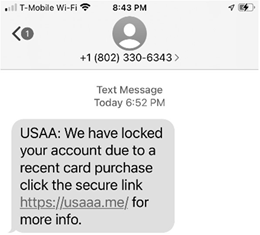 T-Mobile Wi-Fi 8:43 PM
1
+1 (802) 330-6343 >
Text Message
Today 6:52 PM
USAA: We have locked
your account due to a
recent card purchase
click the secure link
https://usaaa.me/ for
more info.